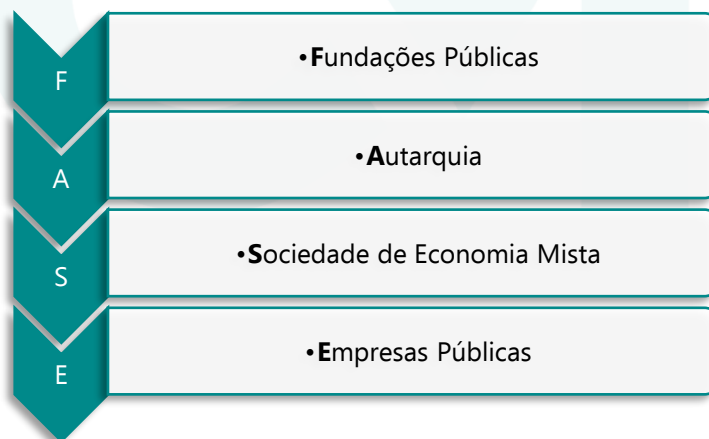 F
•Fundações Públicas
A
•Autarquia
S
•Sociedade de Economia Mista
E
•Empresas Públicas